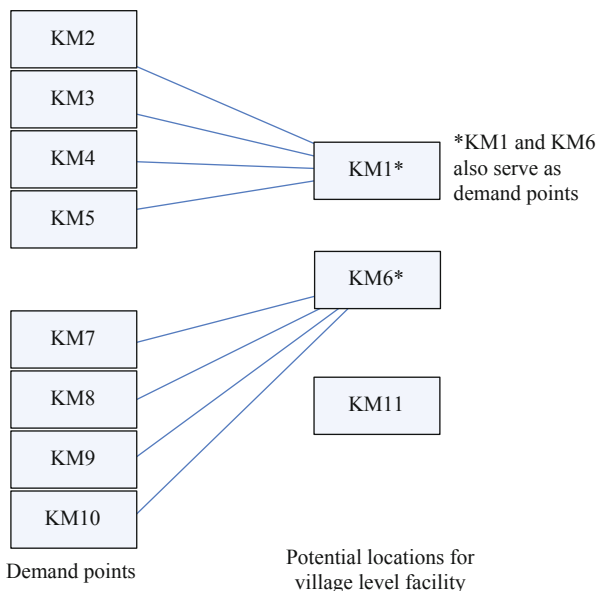 KM2
KM3
KM4
KM5
KM1*
*KM1 and KM6
also serve as
demand points
KM6*
KM7
KM8
KM9
KM10
KM11
Demand points
Potential locations for
village level facility